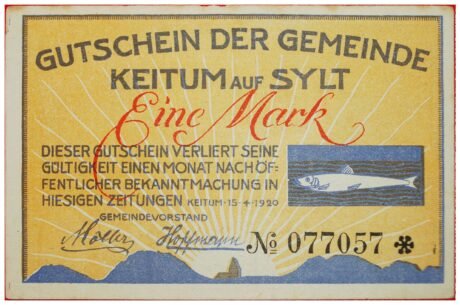 GUTSCHEIN DER GEMEINDE
KEITUM AUF SYLT
Eine Mark
DIESER GUTSCHEIN VERLIERT SEINE
GÜLTIGKEIT EINEN MONAT NACH ÖF-
FENTLICHER BEKANNTMACHUNG IN
HIESIGEN ZEITUNGEN KEITUM·15·4·1920
GEMEINDEVORSTAND
Möller Hoffmann № 077057 ✻